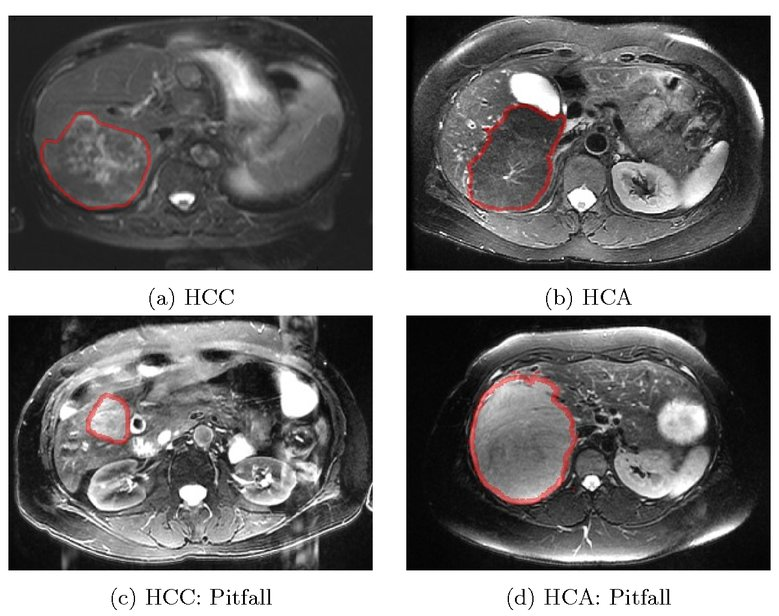 (a) HCC
(b) HCA
(c) HCC: Pitfall
(d) HCA: Pitfall